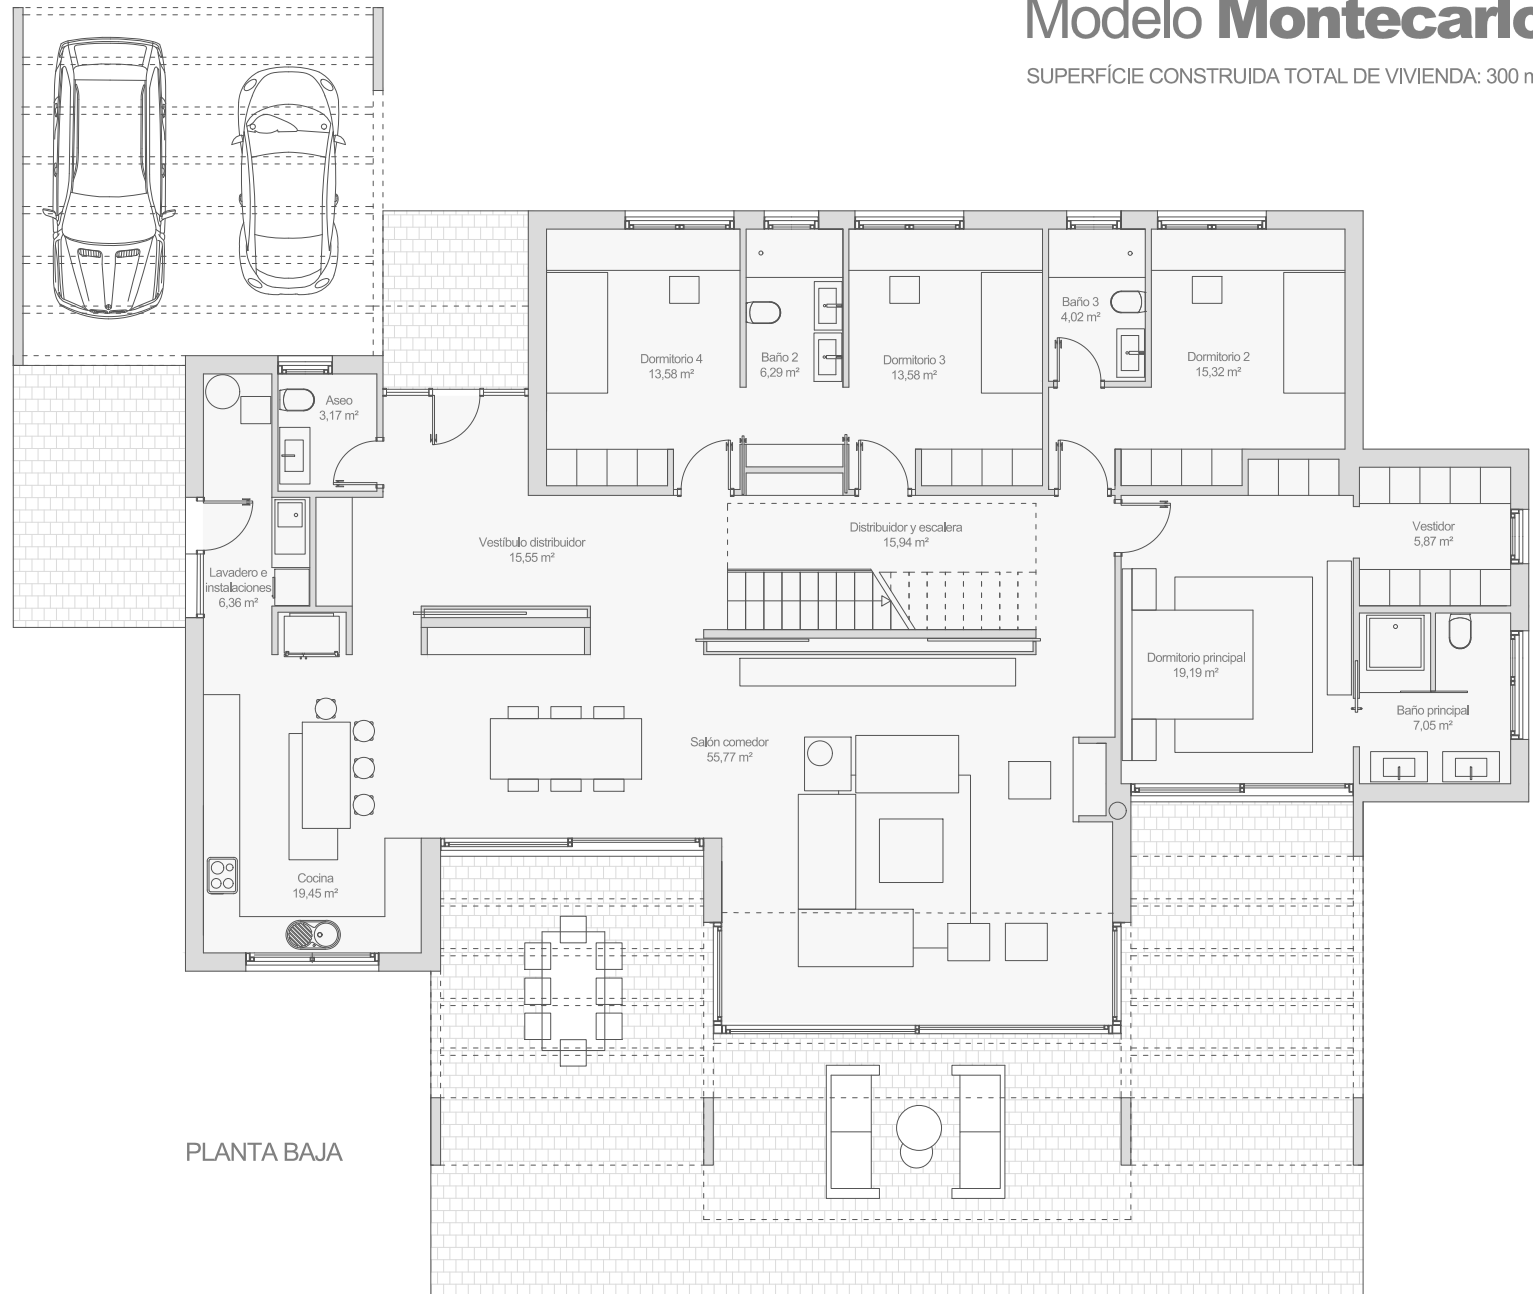 Modelo Montecarlo
SUPERFÍCIE CONSTRUIDA TOTAL DE VIVIENDA: 300 m
Dormitorio 4
13,58 m²
Baño 2
6,29 m²
Dormitorio 3
13,58 m²
Baño 3
4,02 m²
Dormitorio 2
15,32 m²
Aseo
3,17 m²
Vestíbulo distribuidor
15,55 m²
Distribuidor y escalera
15,94 m²
Vestidor
5,87 m²
Lavadero e
instalaciones
6,36 m²
Dormitorio principal
19,19 m²
Baño principal
7,05 m²
Salón comedor
55,77 m²
Cocina
19,45 m²
PLANTA BAJA